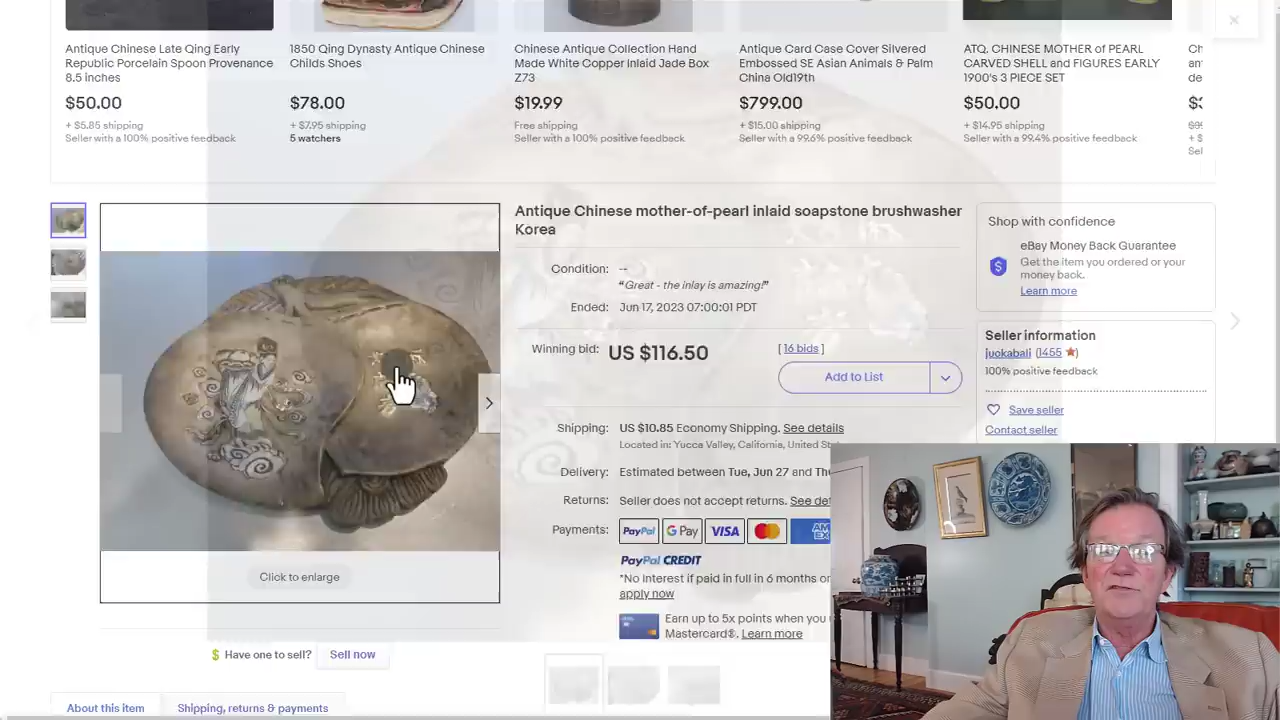 Antique Chinese Late Qing Early
Republic Porcelain Spoon Provenance
8.5 inches
$50.00
+ $5.85 shipping
Seller with a 100% positive feedback
1850 Qing Dynasty Antique Chinese
Childs Shoes
$78.00
+ $7.95 shipping
5 watchers
Chinese Antique Collection Hand
Made White Copper Inlaid Jade Box
Z73
$19.99
Free shipping
Seller with a 100% positive feedback
Antique Card Case Cover Silvered
Embossed SE Asian Animals & Palm
China Old19th
$799.00
+ $15.00 shipping
Seller with a 99.6% positive feedback
ATQ. CHINESE MOTHER of PEARL
CARVED SHELL and FIGURES EARLY
1900's 3 PIECE SET
$50.00
+ $14.95 shipping
Seller with a 99.4% positive feedback
Antique Chinese mother-of-pearl inlaid soapstone brushwasher
Korea
Condition: --
“Great - the inlay is amazing!”
Ended: Jun 17, 2023 07:00:01 PDT
Winning bid: US $116.50 [ 16 bids ]
Add to List
Shipping: US $10.85 Economy Shipping. See details
Located in: Yucca Valley, California, United
Delivery: Estimated between Tue, Jun 27 and
Returns: Seller does not accept returns. See
Payments: PayPal G Pay VISA MasterCard AM
EX
PayPal CREDIT
*No interest if paid in full in 6 months
apply now
Earn up to 5x points when you
Mastercard®. Learn more
Shop with confidence
eBay Money Back Guarantee
Get the item you ordered or your
money back.
Learn more
Seller information
juokabali (1455)
100% positive feedback
Save seller
Contact seller
Click to enlarge
$ Have one to sell? Sell now
About this item
Shipping, returns & payments